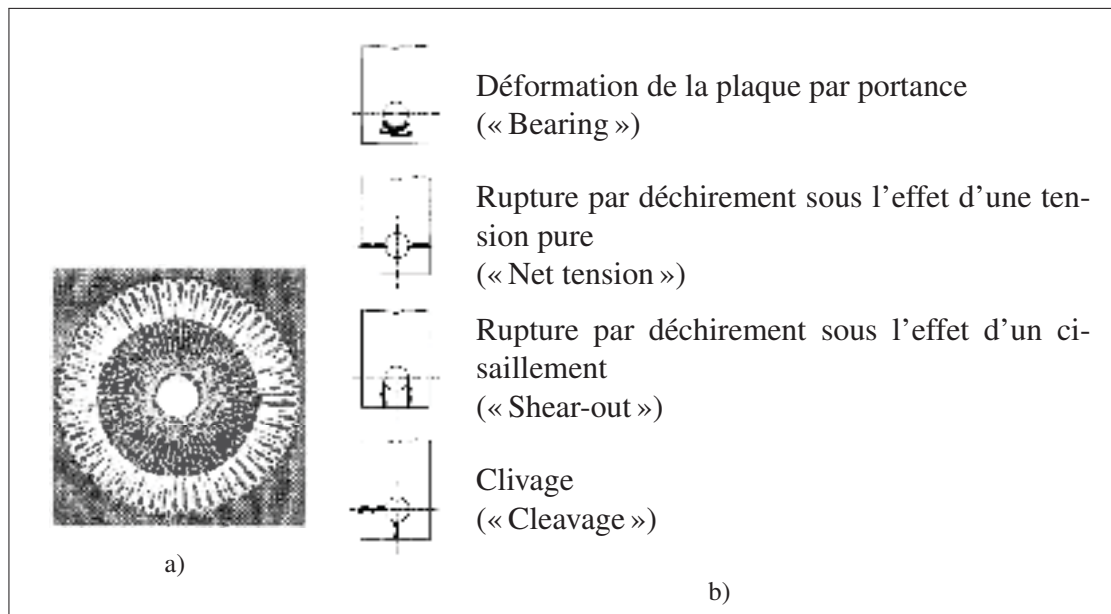 Déformation de la plaque par portance
(« Bearing »)
Rupture par déchirement sous l'effet d'une ten-
sion pure
(« Net tension »)
Rupture par déchirement sous l'effet d'un ci-
saillement
(« Shear-out »)
Clivage
(« Cleavage »)
a)
b)